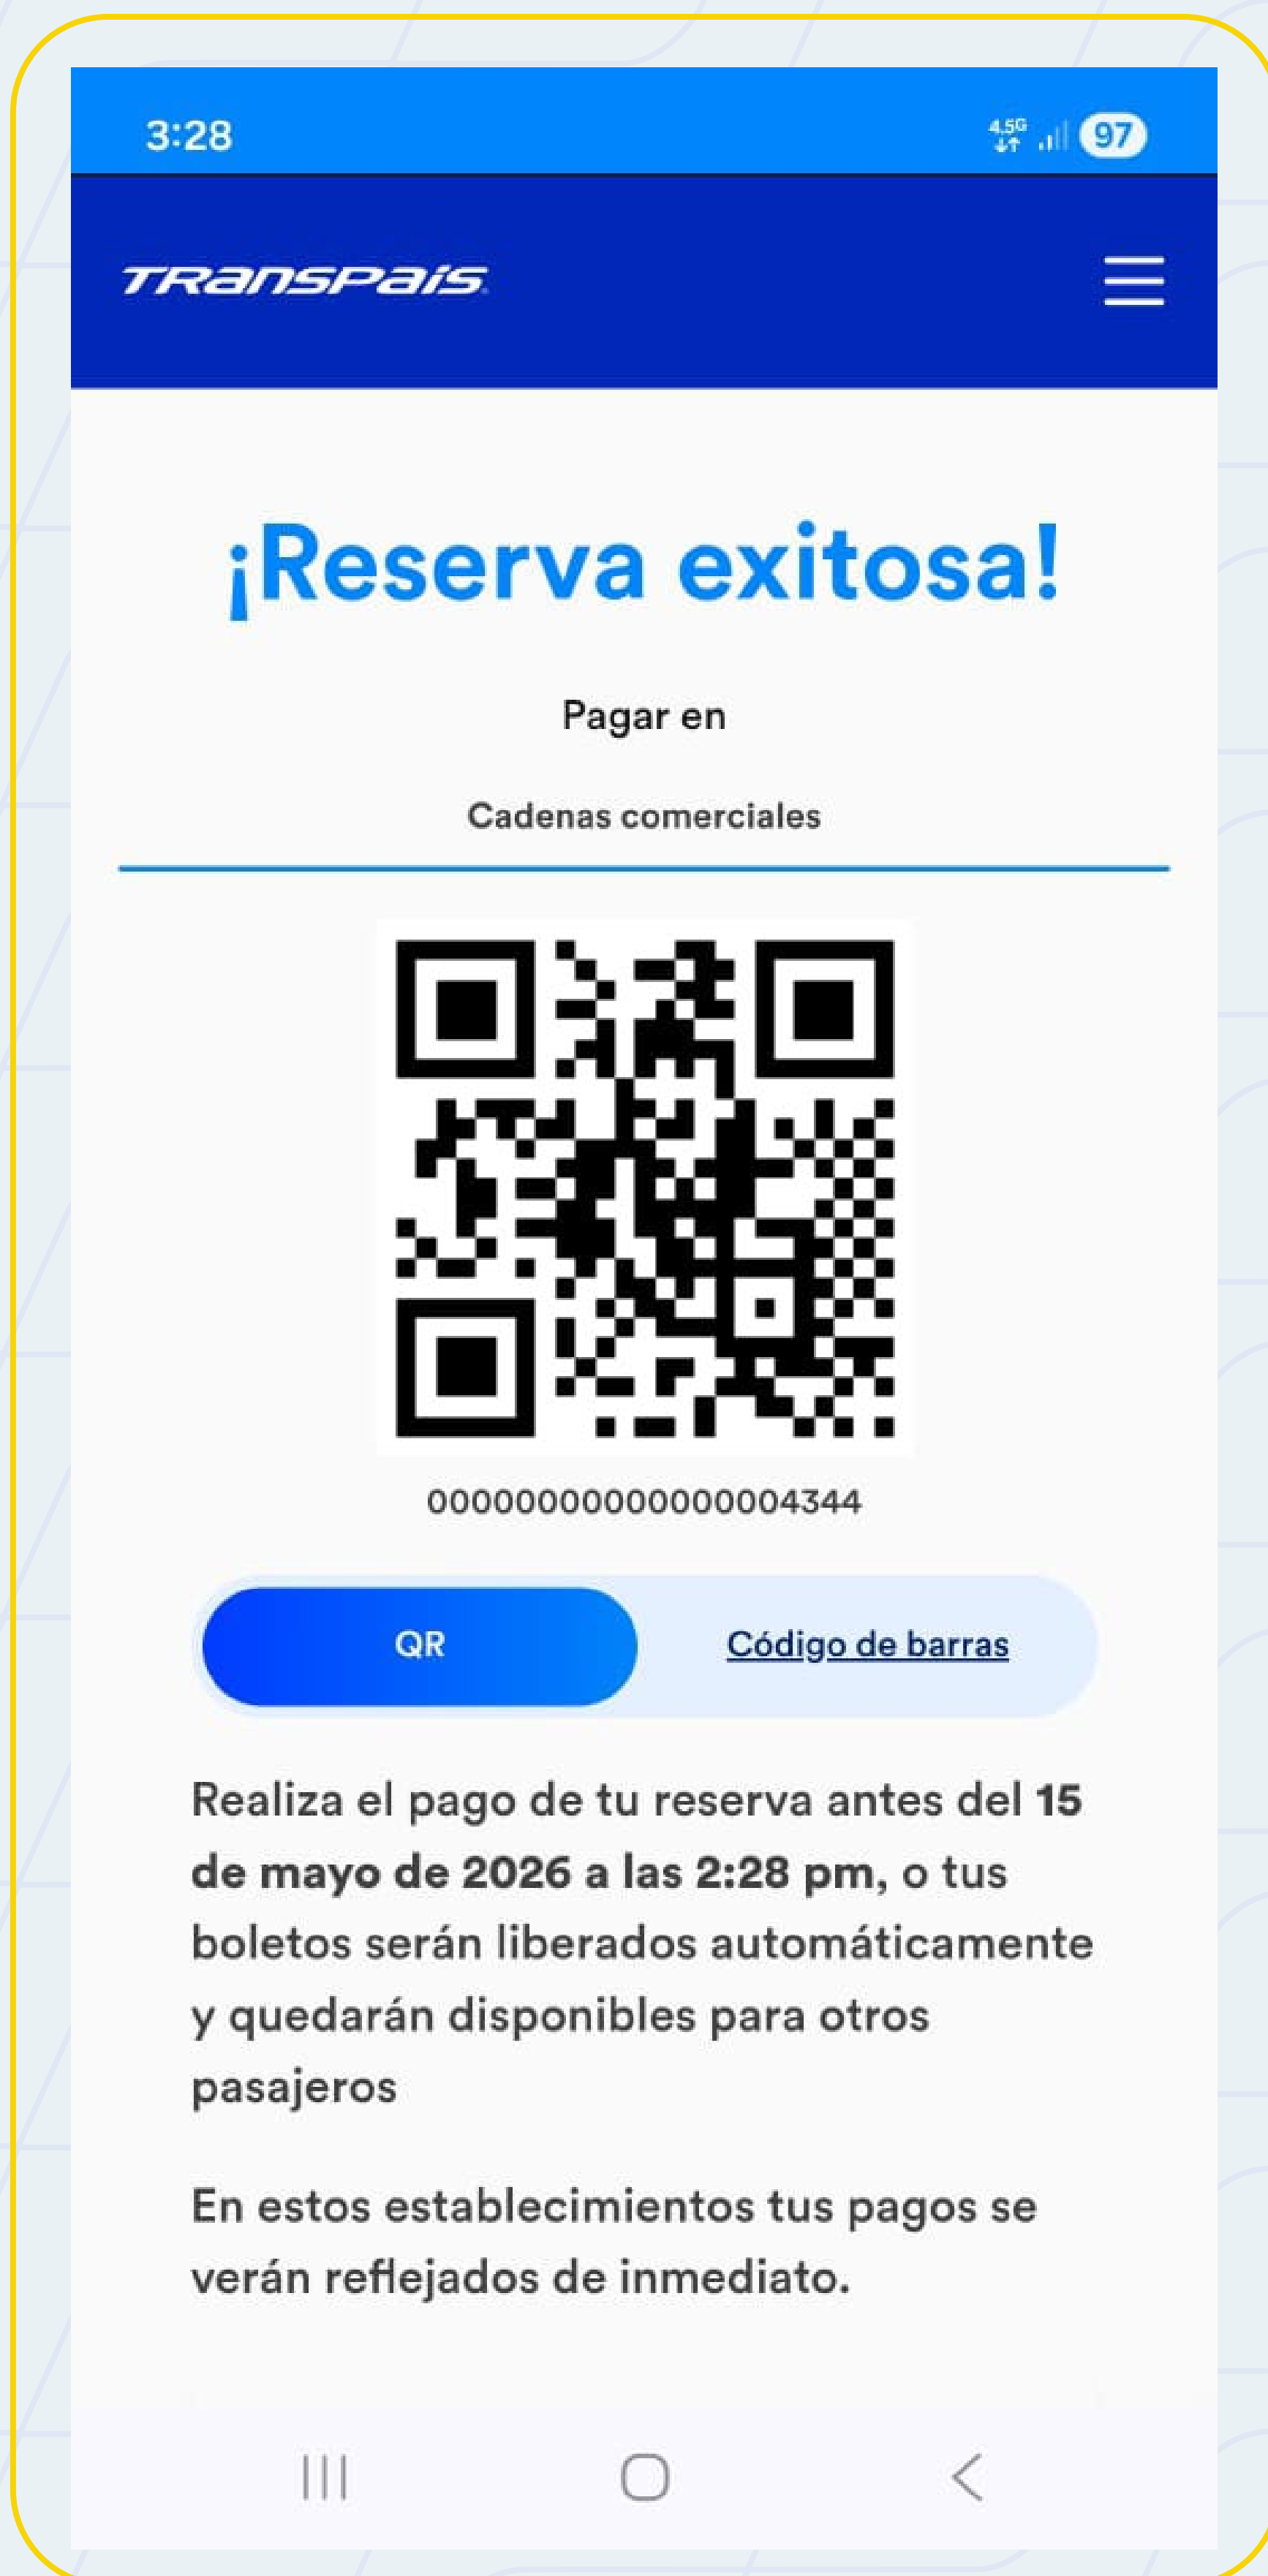 3:28
4.5G
97
TRANSPAÍS
¡Reserva exitosa!
Pagar en
Cadenas comerciales
00000000000000004344
QR
Código de barras
Realiza el pago de tu reserva antes del 15
de mayo de 2026 a las 2:28 pm, o tus
boletos serán liberados automáticamente
y quedarán disponibles para otros
pasajeros
En estos establecimientos tus pagos se
verán reflejados de inmediato.